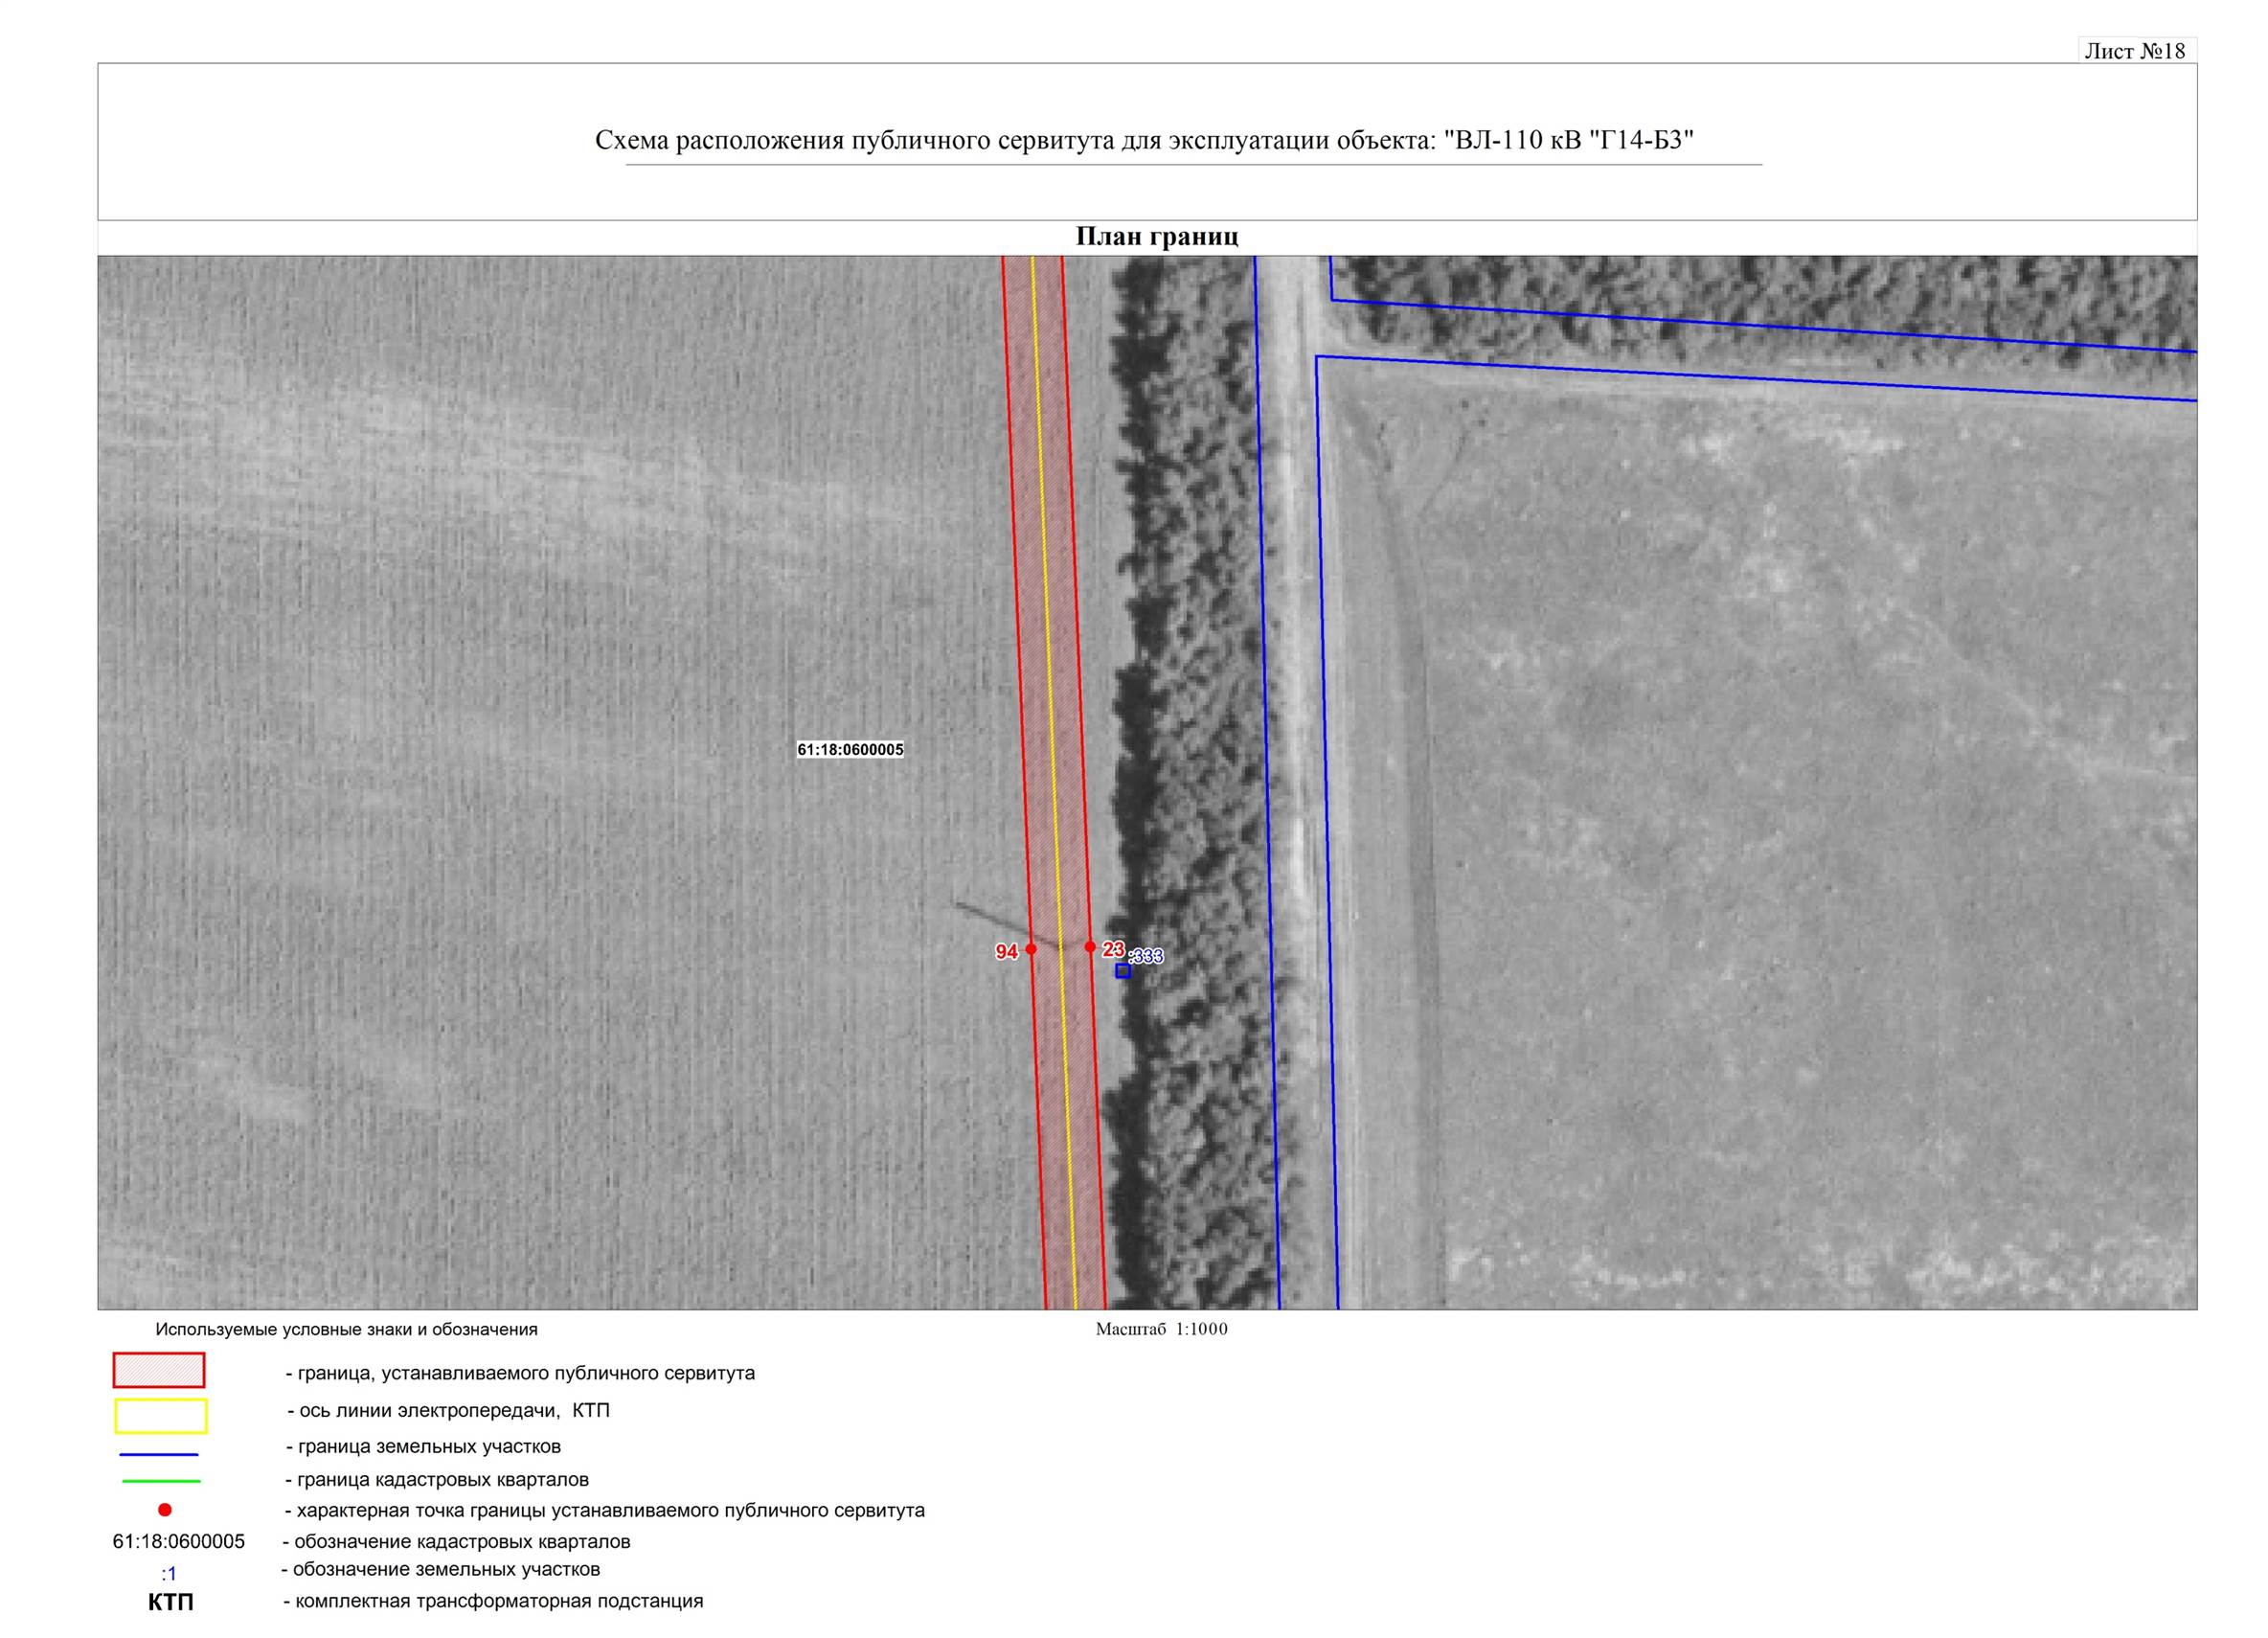 Лист №18
Схема расположения публичного сервитута для эксплуатации объекта: "ВЛ-110 кВ "Г14-Б3"
План границ
61:18:0600005
94
23
:333
Используемые условные знаки и обозначения
Масштаб 1:1000
- граница, устанавливаемого публичного сервитута
- ось линии электропередачи, КТП
- граница земельных участков
- граница кадастровых кварталов
- характерная точка границы устанавливаемого публичного сервитута
61:18:0600005 - обозначение кадастровых кварталов
:1 - обозначение земельных участков
КТП - комплектная трансформаторная подстанция